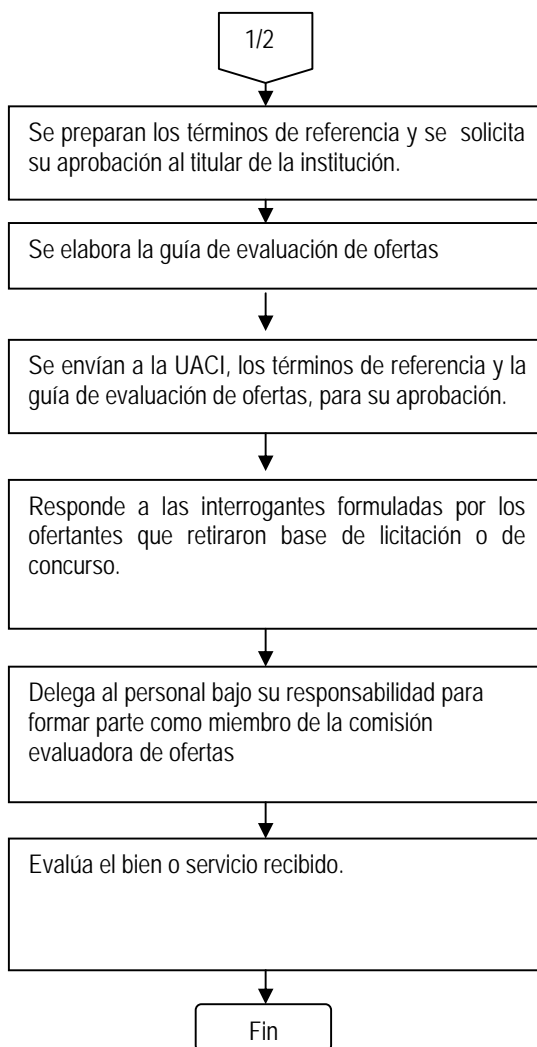 1/2
Se preparan los términos de referencia y se solicita
su aprobación al titular de la institución.
Se elabora la guía de evaluación de ofertas
Se envían a la UACI, los términos de referencia y la
guía de evaluación de ofertas, para su aprobación.
Responde a las interrogantes formuladas por los
ofertantes que retiraron base de licitación o de
concurso.
Delega al personal bajo su responsabilidad para
formar parte como miembro de la comisión
evaluadora de ofertas
Evalúa el bien o servicio recibido.
Fin